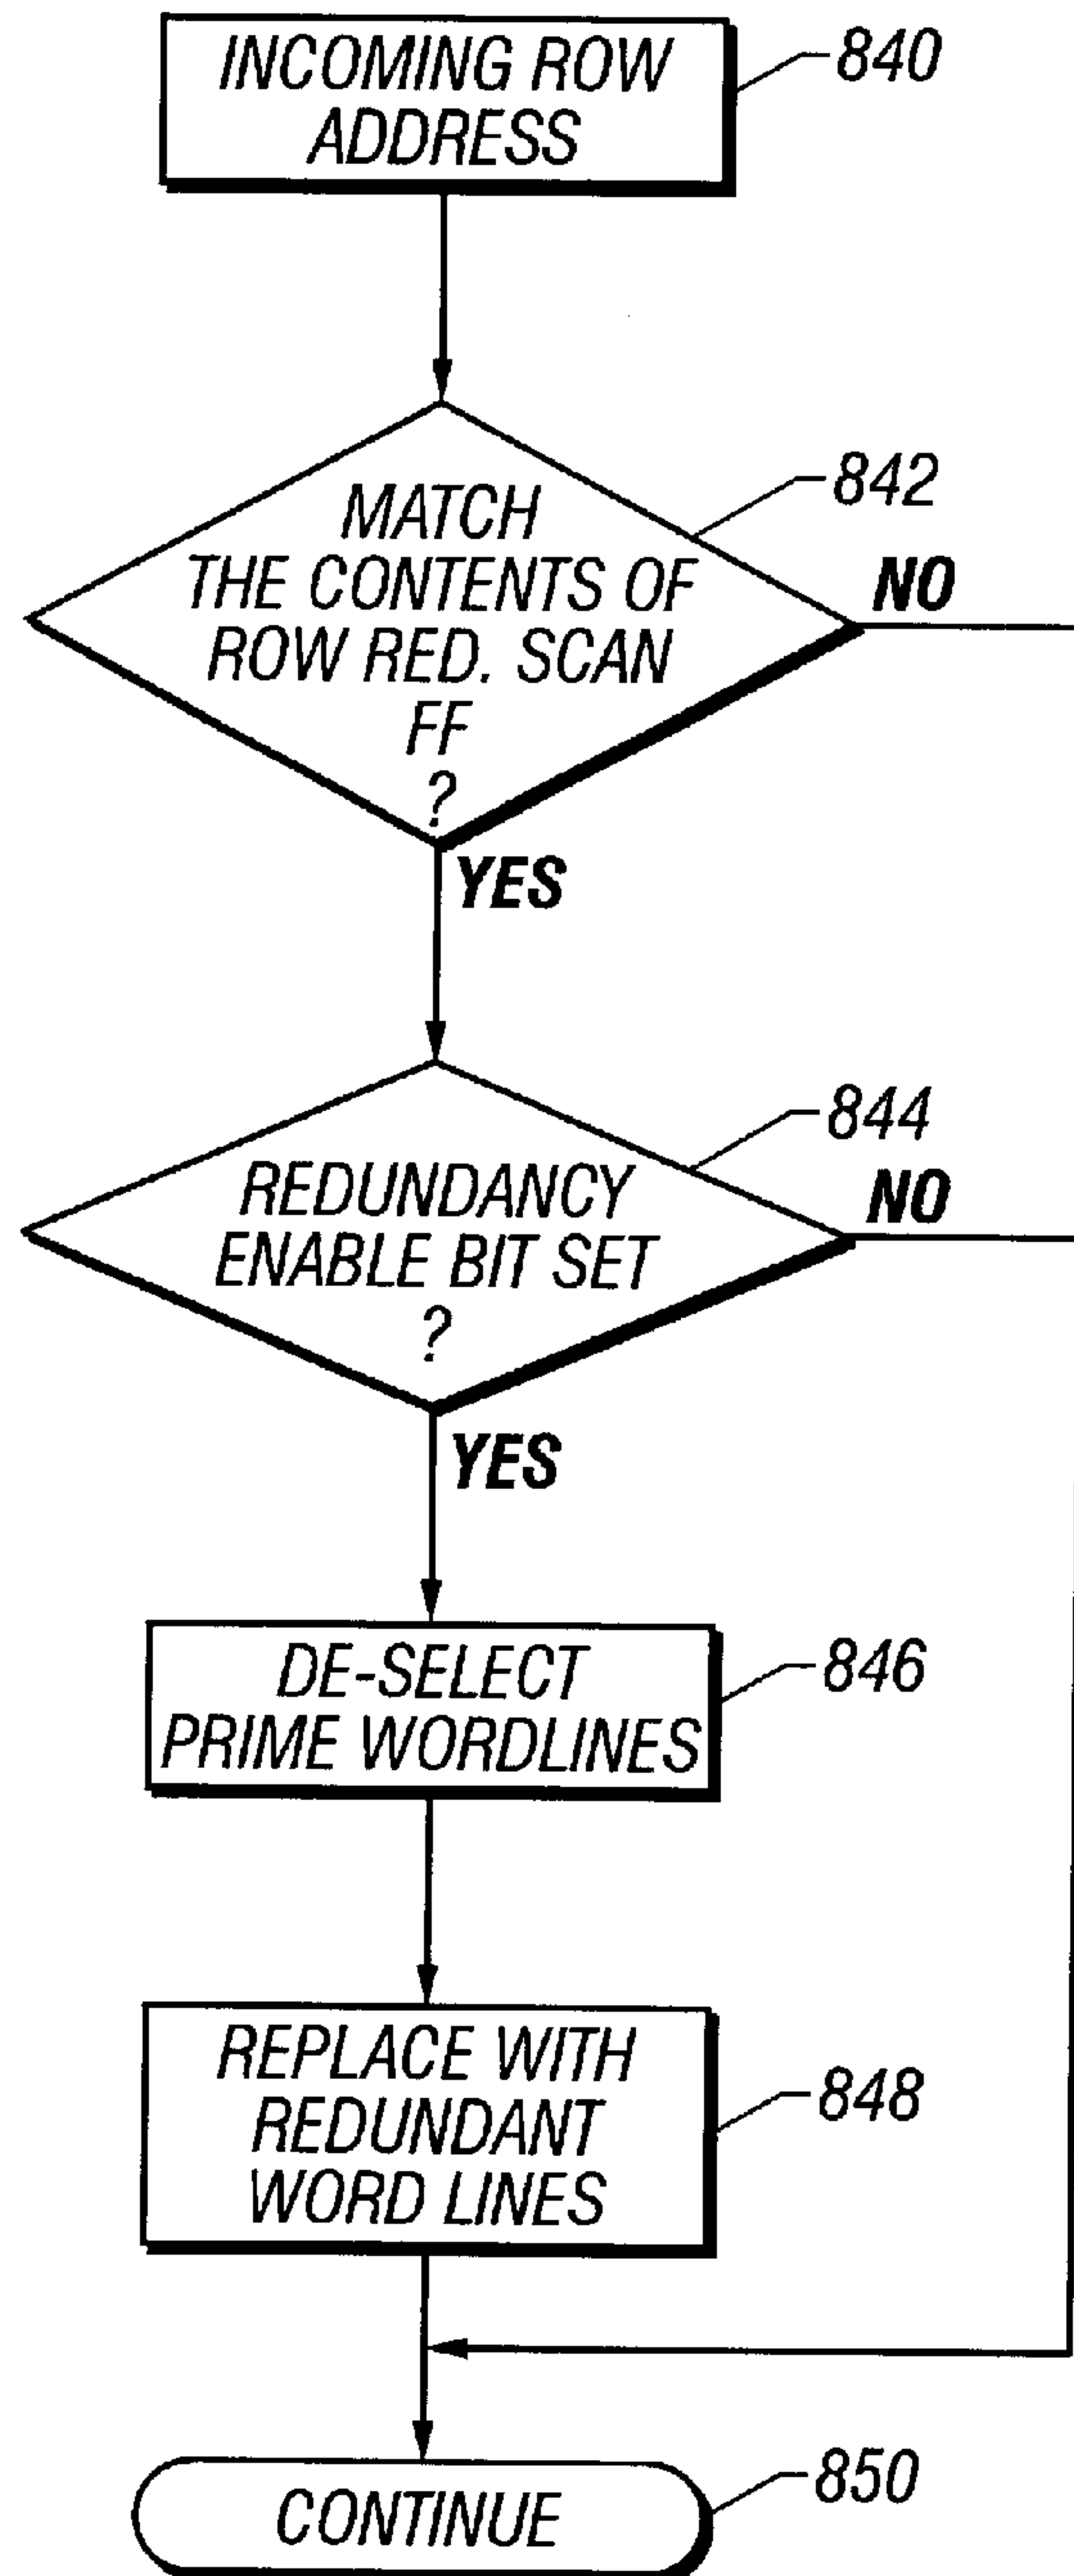 INCOMING ROW
ADDRESS
840
MATCH
THE CONTENTS OF
ROW RED. SCAN
FF
?
842
NO
YES
REDUNDANCY
ENABLE BIT SET
?
844
NO
YES
DE-SELECT
PRIME WORDLINES
846
REPLACE WITH
REDUNDANT
WORD LINES
848
CONTINUE
850